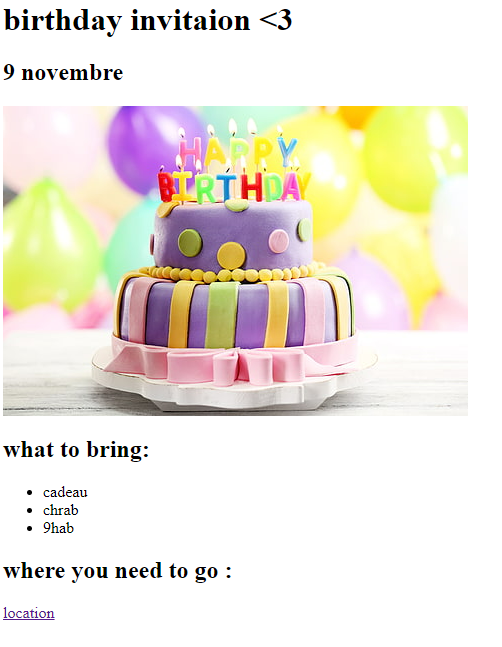 birthday invitaion <3
9 novembre
HAPPY
BIRTHDAY
what to bring:
cadeau
chrab
9hab
where you need to go :
location